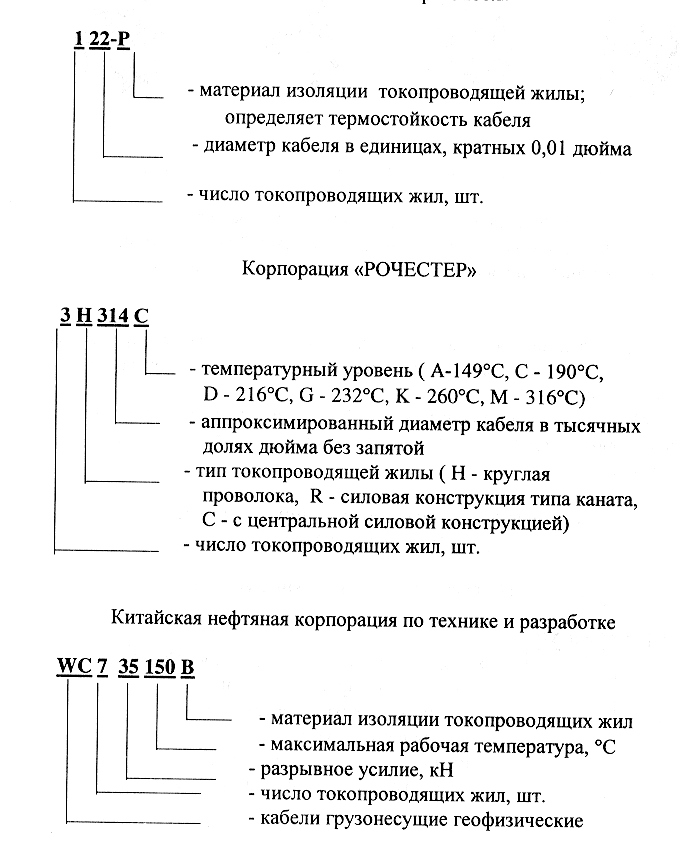 1 22-P
- материал изоляции токопроводящей жилы;
определяет термостойкость кабеля
- диаметр кабеля в единицах, кратных 0,01 дюйма
- число токопроводящих жил, шт.
Корпорация «РОЧЕСТЕР»
3 H 314 C
- температурный уровень ( A-149°C, C - 190°C,
D - 216°C, G - 232°C, K - 260°C, M - 316°C)
- аппроксимированный диаметр кабеля в тысячных
долях дюйма без запятой
- тип токопроводящей жилы ( H - круглая
проволока, R - силовая конструкция типа каната,
C - с центральной силовой конструкцией)
- число токопроводящих жил, шт.
Китайская нефтяная корпорация по технике и разработке
WC 7 35 150 B
- материал изоляции токопроводящих жил
- максимальная рабочая температура, °C
- разрывное усилие, кН
- число токопроводящих жил, шт.
- кабели грузонесущие геофизические